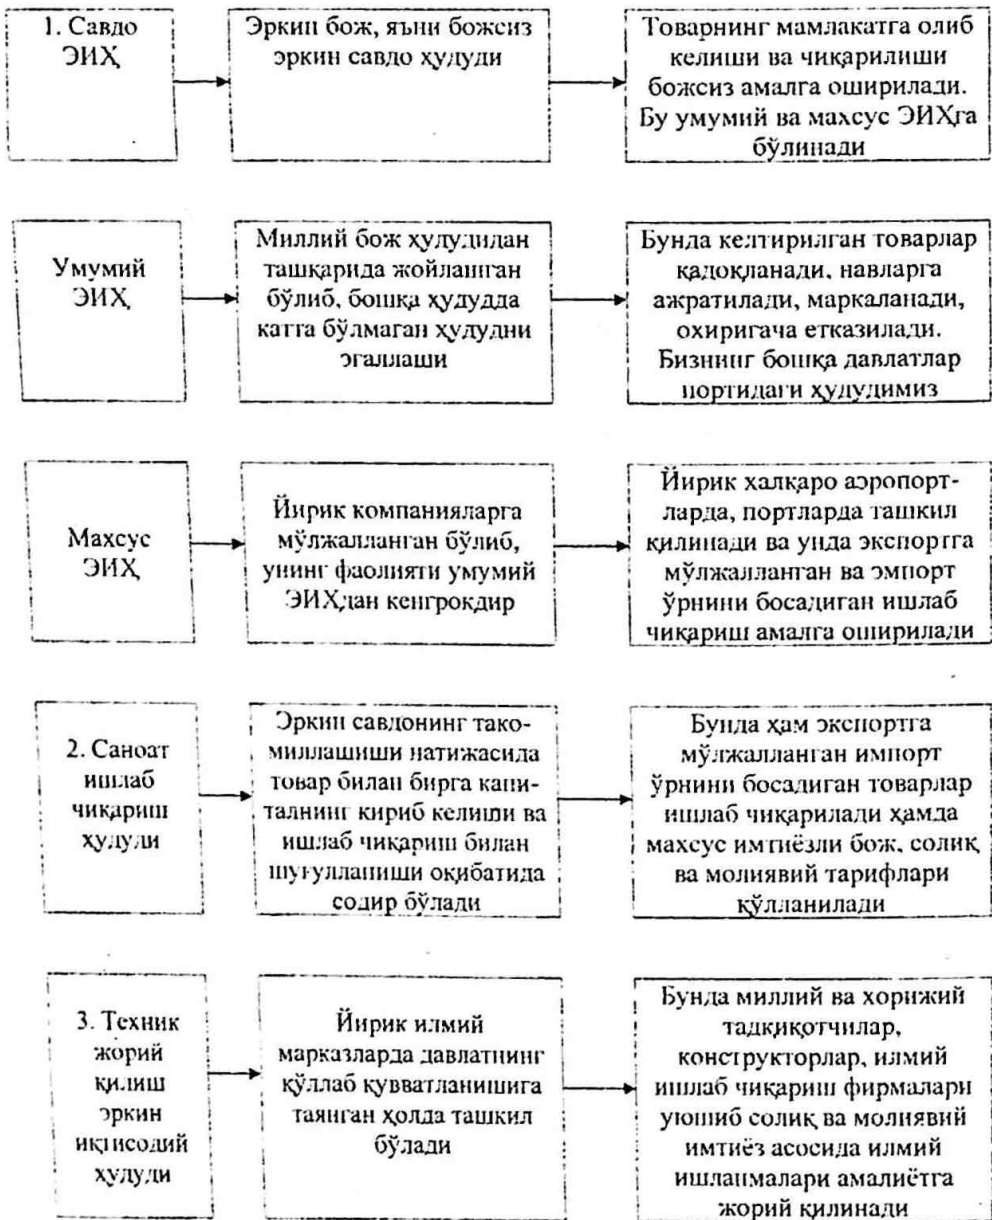 1. Савдо
ЭИҲ
Эркин бож, яъни божсиз
эркин савдо ҳудуди
Товарнинг мамлакатга олиб
келиши ва чиқарилиши
божсиз амалга оширилади.
Бу умумий ва махсус ЭИҲга
бўлинади
Умумий
ЭИҲ
Миллий бож ҳудудидан
ташқарида жойланган
бўлиб, бошқа ҳудудда
катта бўлмаган ҳудудни
эгаллаши
Бунда келтирилган товарлар
қадоқланади, навларга
ажратилади, маркаланади,
охиригача етказилади.
Бизнинг бошқа давлатлар
портидаги ҳудудимиз
Махсус
ЭИҲ
Йирик компанияларга
мўлжалланган бўлиб,
унинг фаолияти умумий
ЭИҲдан кенгроқдир
Йирик халқаро аэропорт-
ларда, портларда ташкил
қилинади ва унда экспортга
мўлжалланган ва эмпорт
ўрнини босадиган ишлаб
чиқариш амалга оширилади
2. Саноат
ишлаб
чиқариш
ҳудуди
Эркин савдонинг тако-
миллашиши натижасида
товар билан бирга капи-
талнинг кириб келиши ва
ишлаб чиқариш билан
шуғулланиши оқибатида
содир бўлади
Бунда ҳам экспортга
мўлжалланган импорт
ўрнини босадиган товарлар
ишлаб чиқарилади ҳамда
махсус имтиёзли бож, солиқ
ва молиявий тарифлари
қўлланилади
3. Техник
жорий
қилиш
эркин
иқтисодий
ҳудуди
Йирик илмий
марказларда давлатнинг
қўллаб қувватланишига
таянган ҳолда ташкил
бўлади
Бунда миллий ва хорижий
тадқиқотчилар,
конструкторлар, илмий
ишлаб чиқариш фирмалари
уюшиб солиқ ва молиявий
имтиёз асосида илмий
ишланмалари амалиётга
жорий қилинади